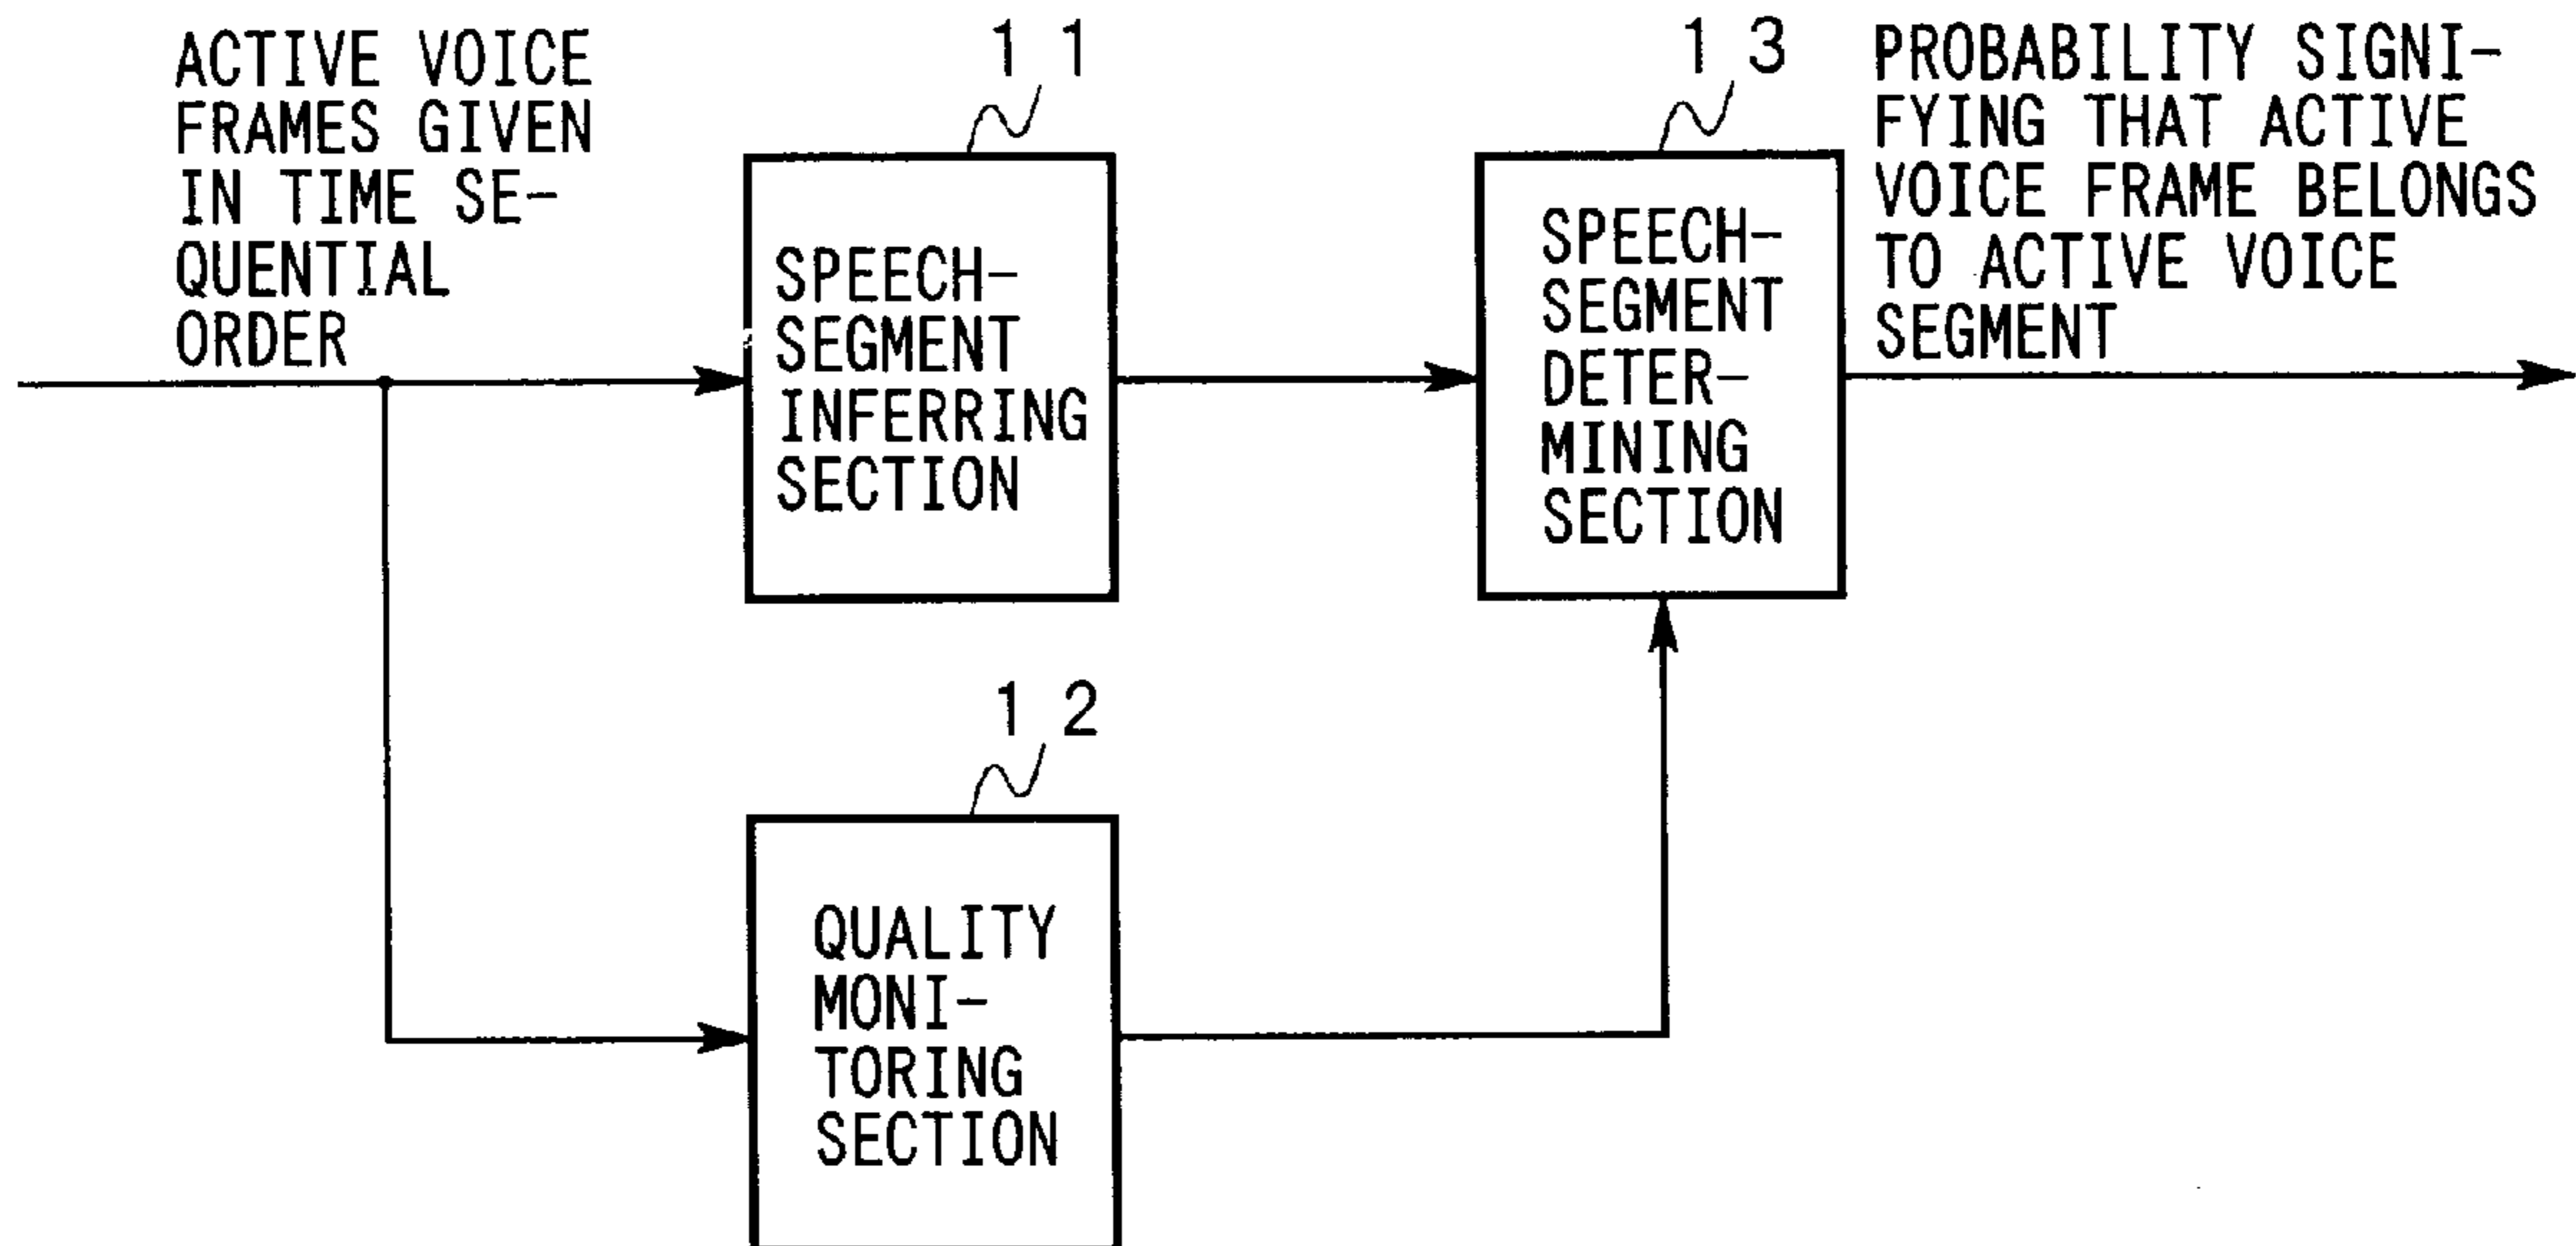 ACTIVE VOICE
FRAMES GIVEN
IN TIME SE-
QUENTIAL
ORDER
11
SPEECH-
SEGMENT
INFERRING
SECTION
13
SPEECH-
SEGMENT
DETER-
MINING
SECTION
PROBABILITY SIGNI-
FYING THAT ACTIVE
VOICE FRAME BELONGS
TO ACTIVE VOICE
SEGMENT
12
QUALITY
MONI-
TORING
SECTION